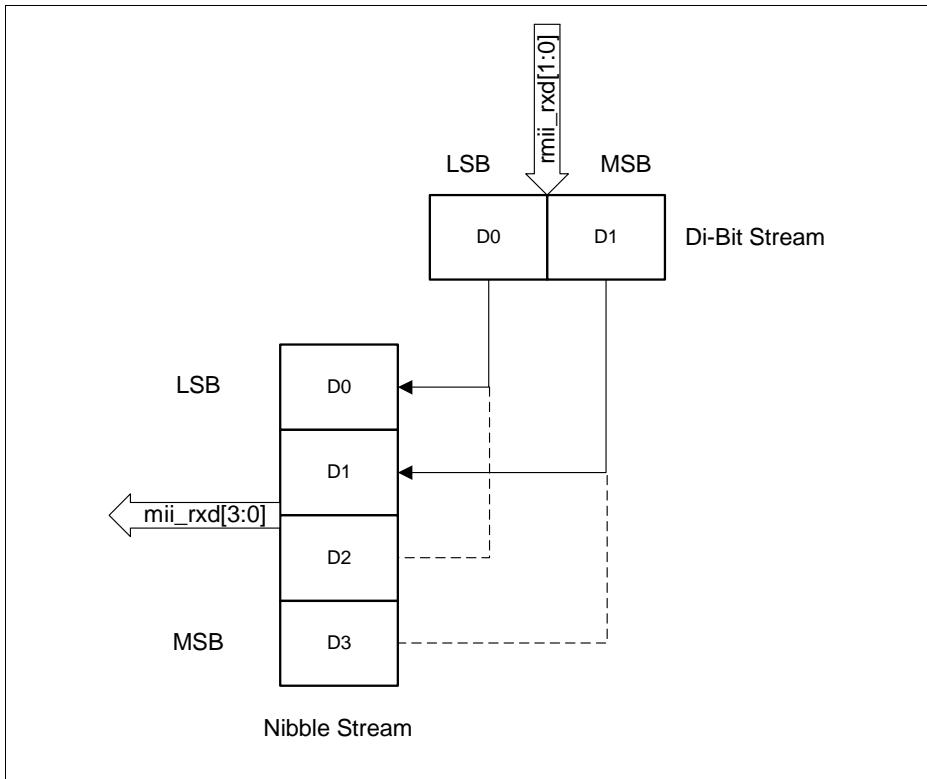 rmii_rxd[1:0]
LSB
MSB
D0
D1
Di-Bit Stream
LSB
D0
D1
mii_rxd[3:0]
D2
MSB
D3
Nibble Stream